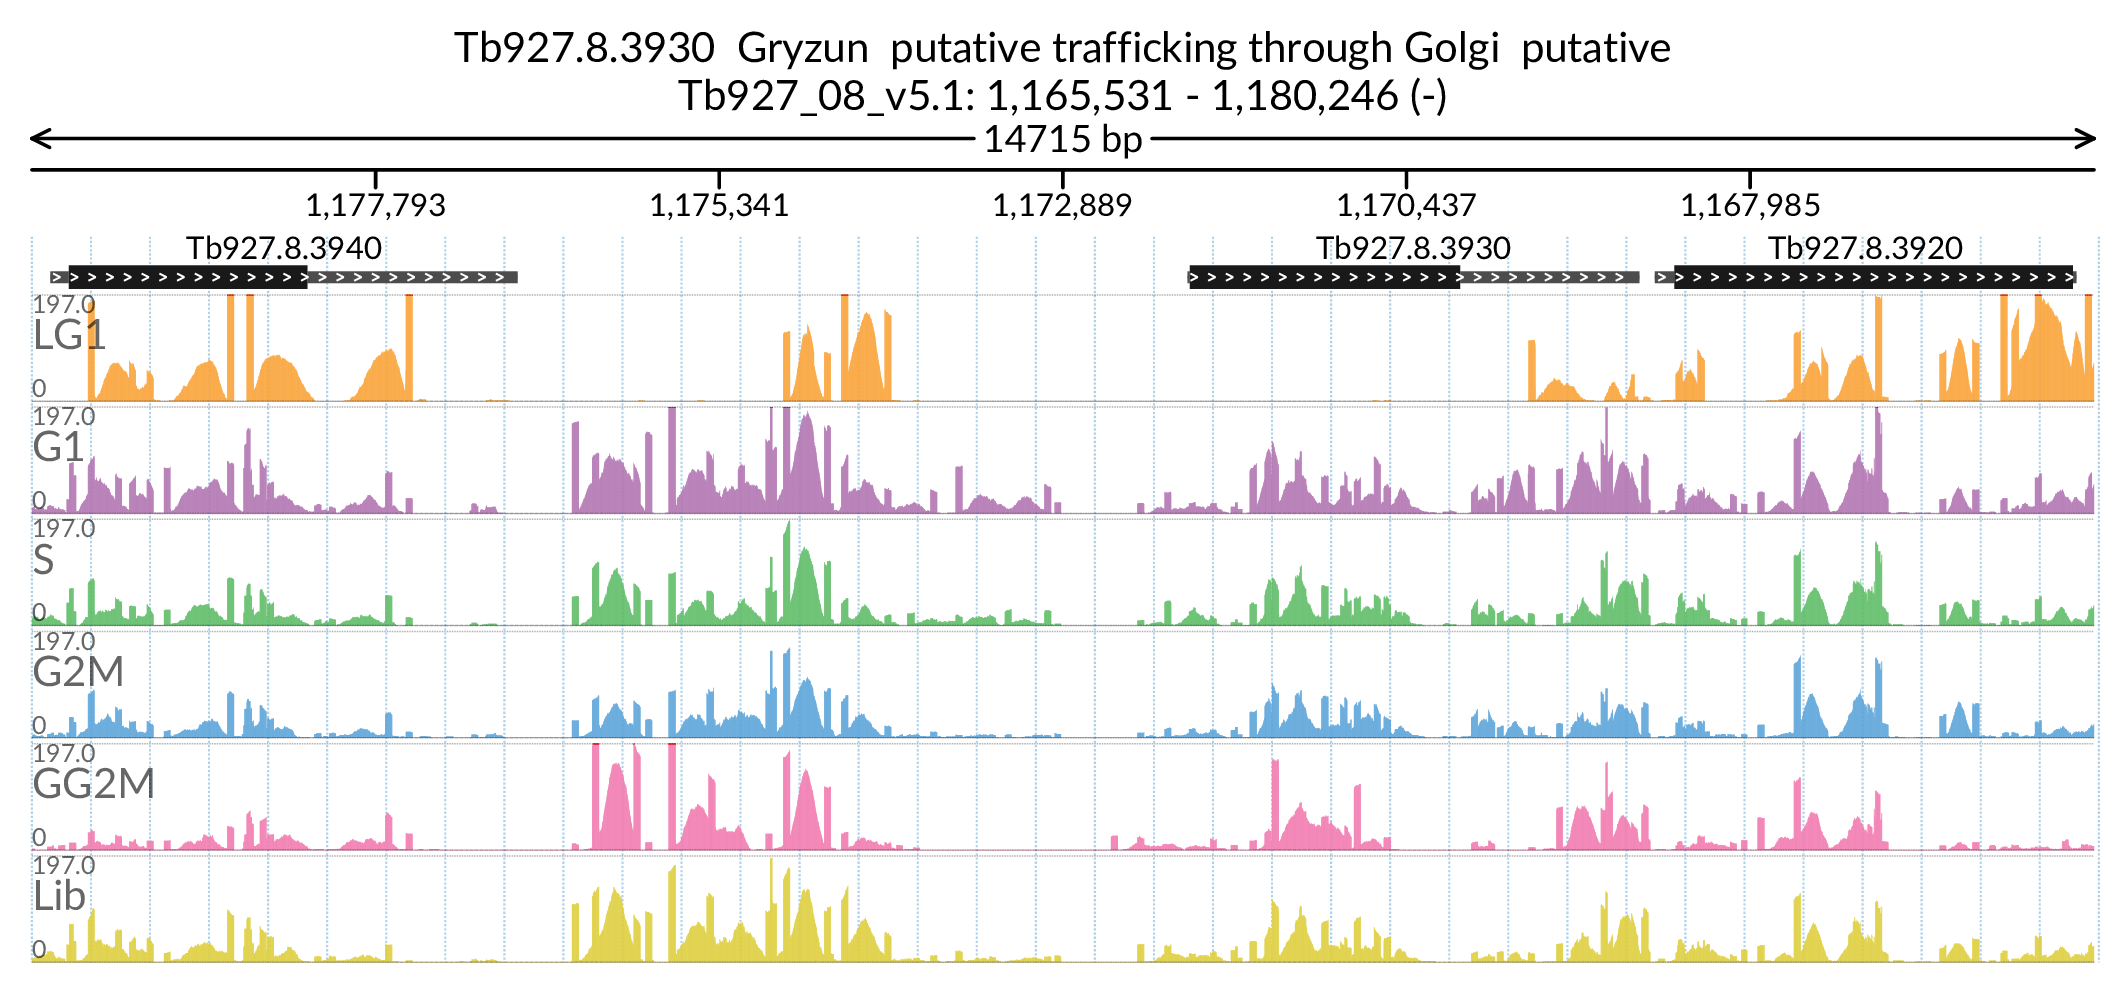 Tb927.8.3930  Gryzun  putative trafficking through Golgi  putative
Tb927_08_v5.1: 1,165,531 - 1,180,246 (-)
14715 bp
1,177,793 1,175,341 1,172,889 1,170,437 1,167,985
Tb927.8.3940 Tb927.8.3930 Tb927.8.3920
197.0
LG1
0
197.0
G1
0
197.0
S
0
197.0
G2M
0
197.0
GG2M
0
197.0
Lib
0